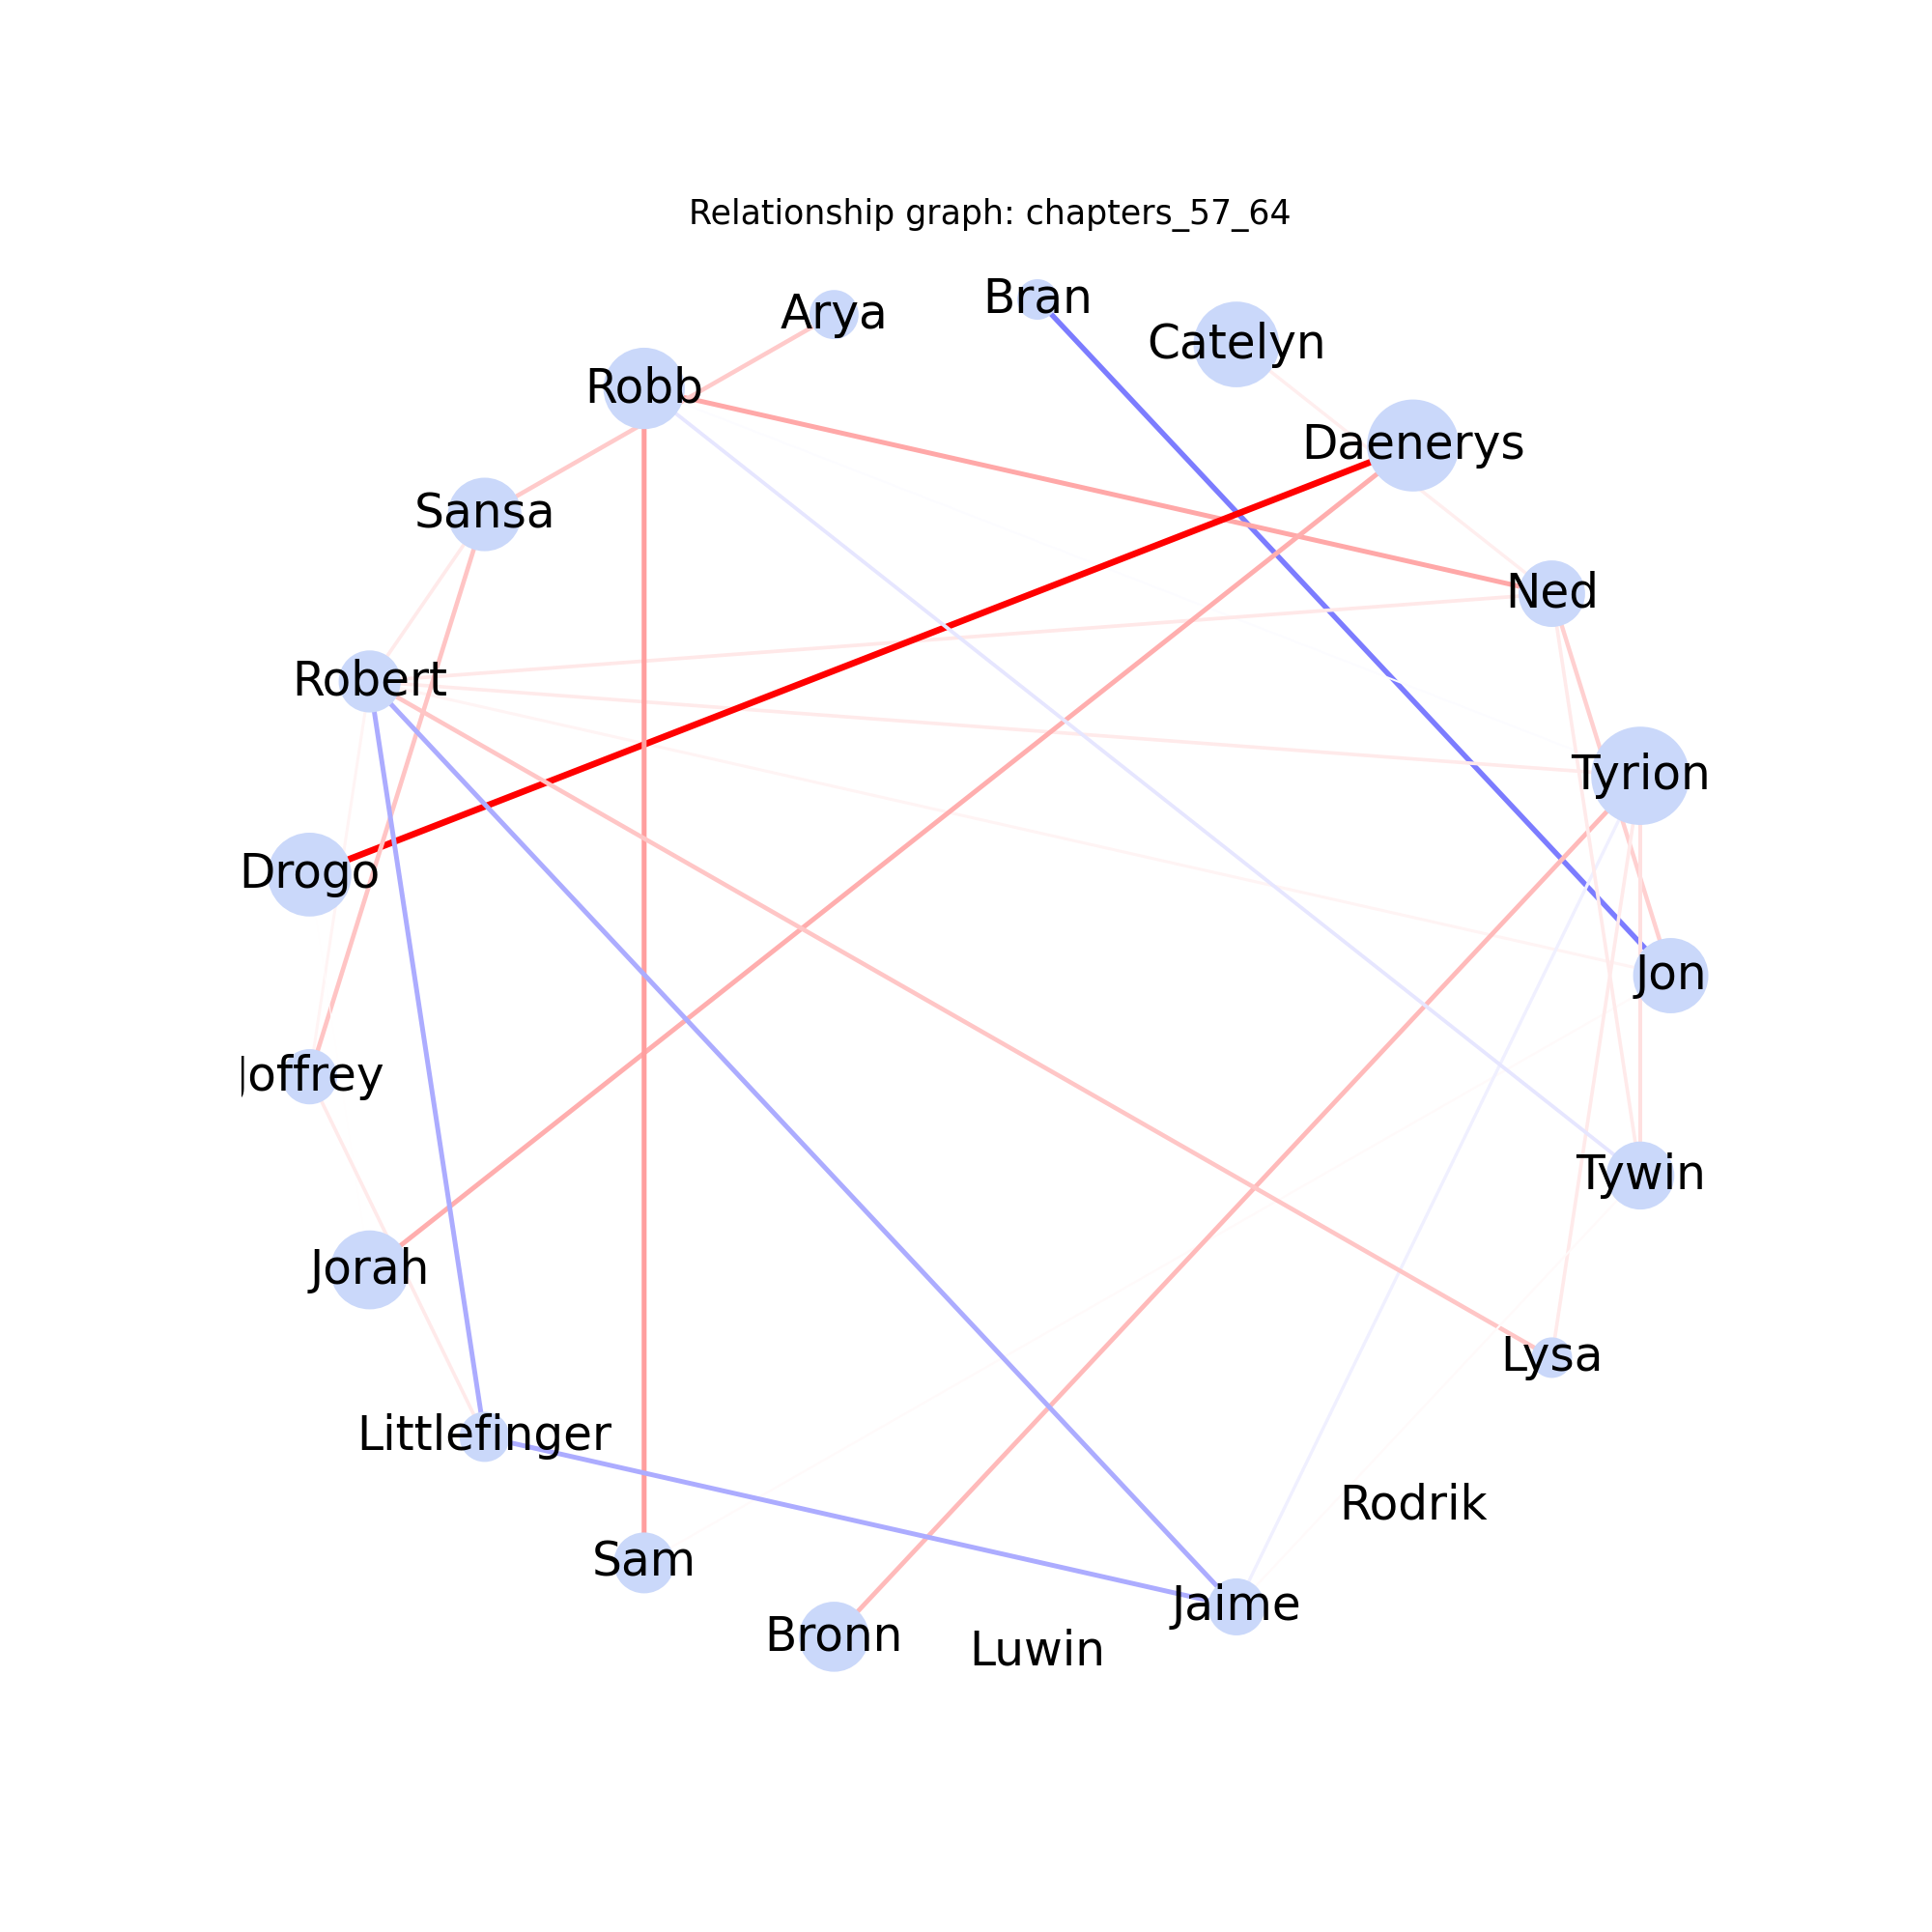 Relationship graph: chapters_57_64
Bran
Arya
Catelyn
Robb
Daenerys
Sansa
Ned
Robert
Tyrion
Drogo
Jon
Joffrey
Tywin
Jorah
Lysa
Littlefinger
Rodrik
Sam
Jaime
Bronn
Luwin